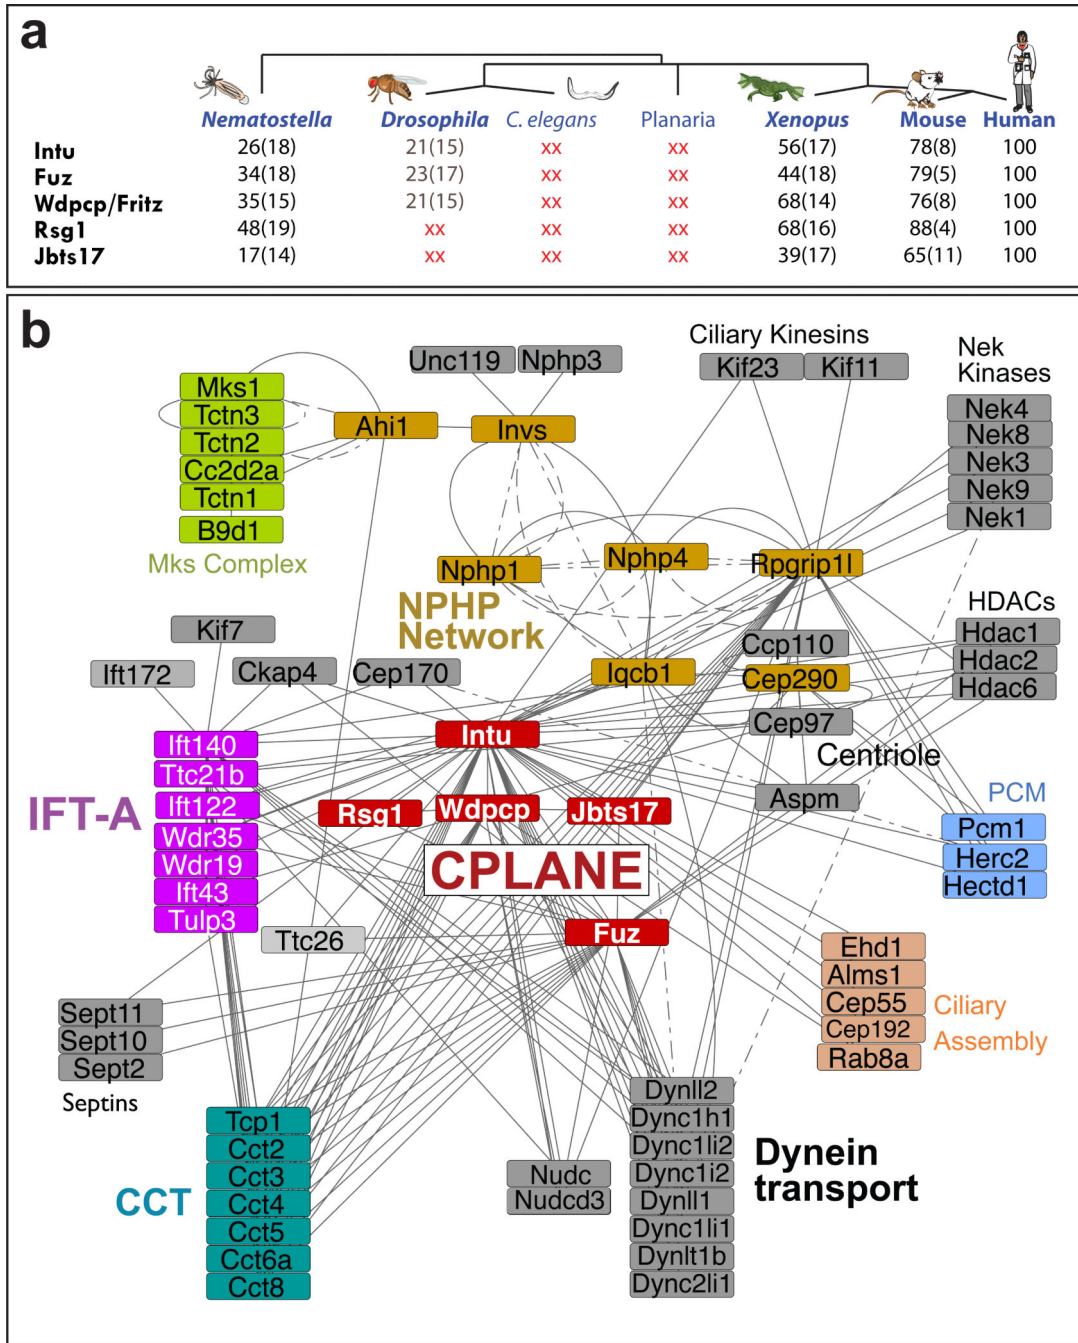 a
Nematostella Drosophila C. elegans Planaria Xenopus Mouse Human
Intu 26(18) 21(15) xx xx 56(17) 78(8) 100
Fuz 34(18) 23(17) xx xx 44(18) 79(5) 100
Wdpcp/Fritz 35(15) 21(15) xx xx 68(14) 76(8) 100
Rsg1 48(19) xx xx xx 68(16) 88(4) 100
Jbts17 17(14) xx xx xx 39(17) 65(11) 100
b
Unc119 Nphp3
Ciliary Kinesins
Kif23 Kif11
Nek
Kinases
Nek4
Nek8
Nek3
Nek9
Nek1
Mks1
Tctn3
Tctn2
Cc2d2a
Tctn1
B9d1
Mks Complex
Ahi1 Invs
Nphp1 Nphp4 Rpgrip1l
NPHP
Network
HDACs
Hdac1
Hdac2
Hdac6
Kif7
Ift172 Ckap4 Cep170
Iqcb1
Ccp110
Cep290
Cep97
Centriole
Aspm
PCM
Pcm1
Herc2
Hectd1
IFT-A
Ift140
Ttc21b
Ift122
Wdr35
Wdr19
Ift43
Tulp3
Intu
Rsg1 Wdpcp Jbts17
CPLANE
Fuz
Ttc26
Ehd1
Alms1
Cep55
Cep192
Rab8a
Ciliary
Assembly
Sept11
Sept10
Sept2
Septins
CCT
Tcp1
Cct2
Cct3
Cct4
Cct5
Cct6a
Cct8
Nudc
Nudcd3
Dynll2
Dync1h1
Dync1li2
Dync1i2
Dynll1
Dync1li1
Dynlt1b
Dync2li1
Dynein
transport